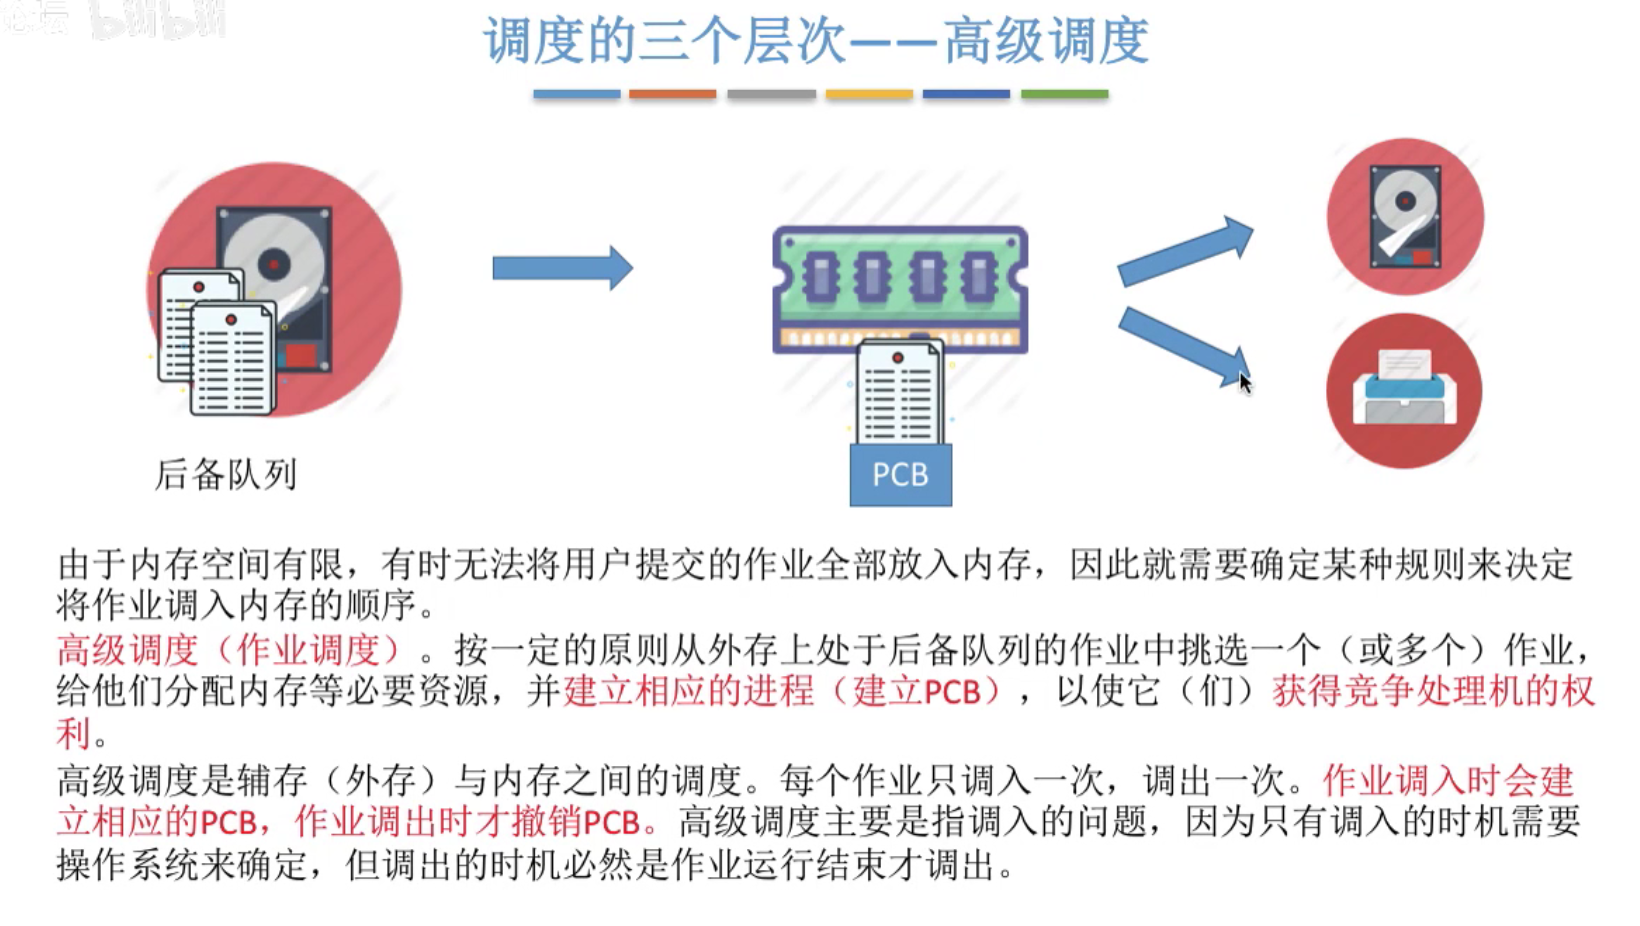 bilibili
调度的三个层次——高级调度
后备队列
PCB
由于内存空间有限，有时无法将用户提交的作业全部放入内存，因此就需要确定某种规则来决定
将作业调入内存的顺序。
高级调度（作业调度）。按一定的原则从外存上处于后备队列的作业中挑选一个（或多个）作业，
给他们分配内存等必要资源，并建立相应的进程（建立PCB），以使它（们）获得竞争处理机的权
利。
高级调度是辅存（外存）与内存之间的调度。每个作业只调入一次，调出一次。作业调入时会建
立相应的PCB，作业调出时才撤销PCB。高级调度主要是指调入的问题，因为只有调入的时机需要
操作系统来确定，但调出的时机必然是作业运行结束才调出。